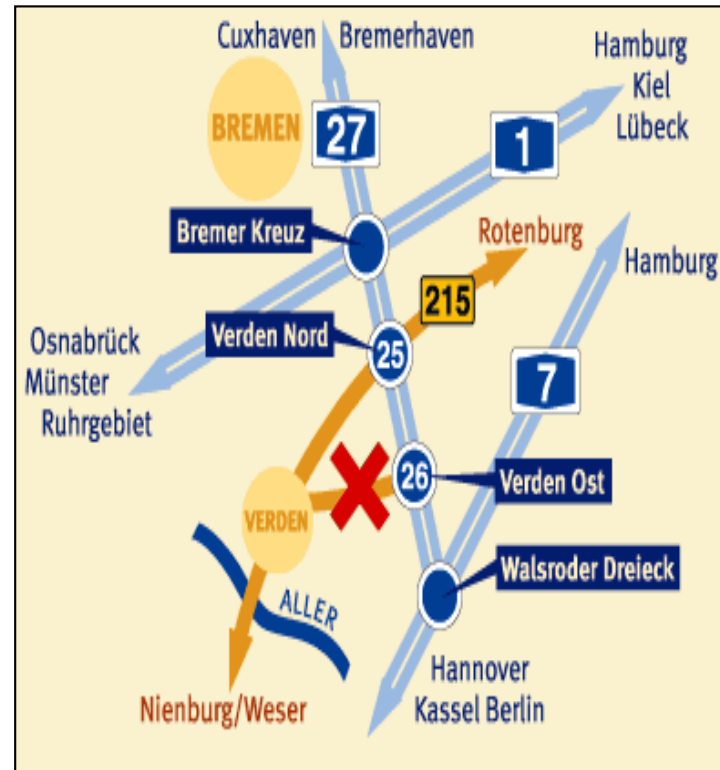 Cuxhaven Bremerhaven
Hamburg
Kiel
Lübeck
BREMEN
27
1
Bremer Kreuz
Rotenburg
Hamburg
215
Osnabrück
Münster
Ruhrgebiet
Verden Nord
25
7
26
Verden Ost
VERDEN
Walsroder Dreieck
ALLER
Hannover
Kassel Berlin
Nienburg/Weser